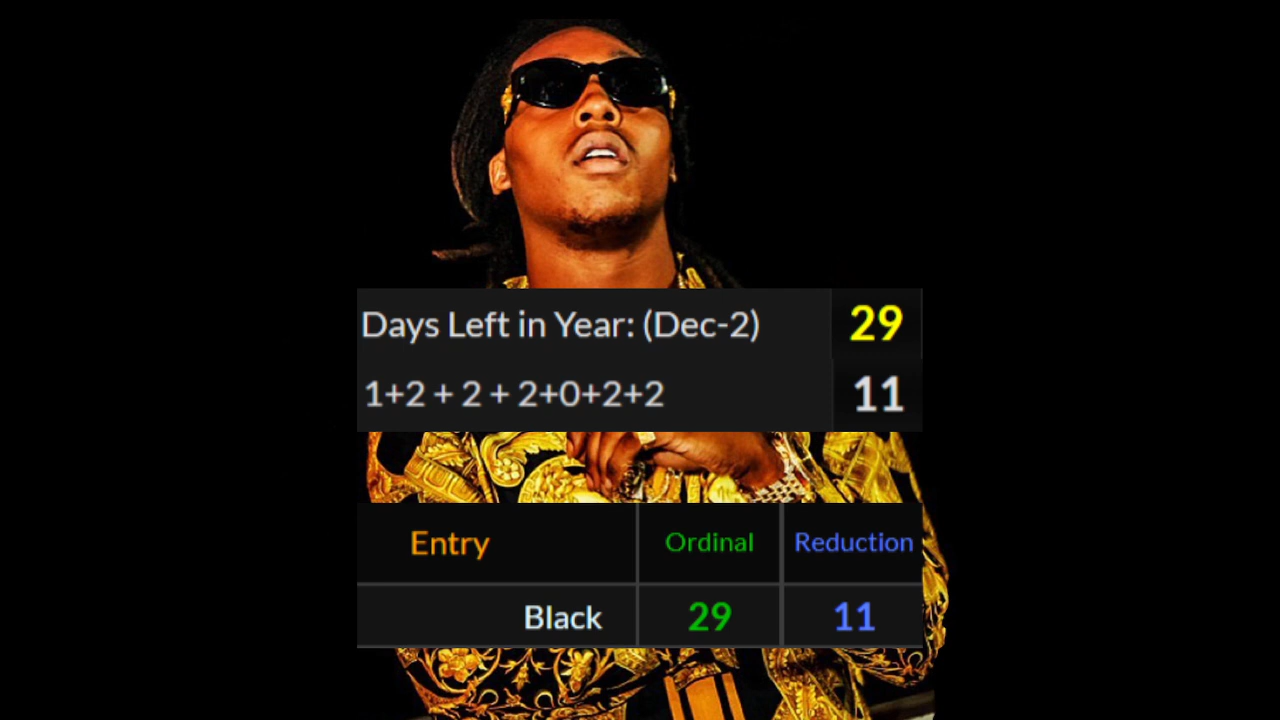 Days Left in Year: (Dec-2) 29
1+2 + 2 + 2+0+2+2 11
Entry Ordinal Reduction
Black 29 11